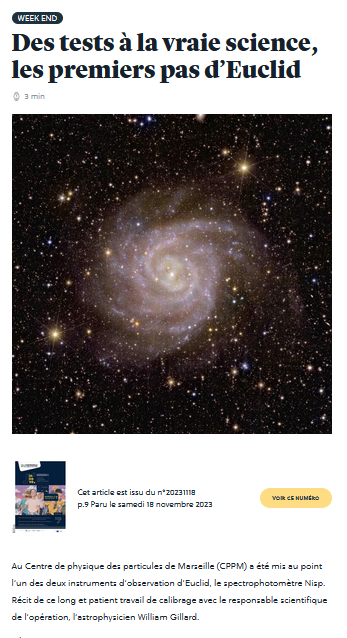 WEEK END
Des tests à la vraie science,
les premiers pas d’Euclid
3 min
Cet article est issu du n°20231118
p.9 Paru le samedi 18 novembre 2023
VOIR CE NUMÉRO
Au Centre de physique des particules de Marseille (CPPM) a été mis au point
l’un des deux instruments d’observation d’Euclid, le spectrophotomètre Nisp.
Récit de ce long et patient travail de calibrage avec le responsable scientifique
de l’opération, l’astrophysicien William Gillard.